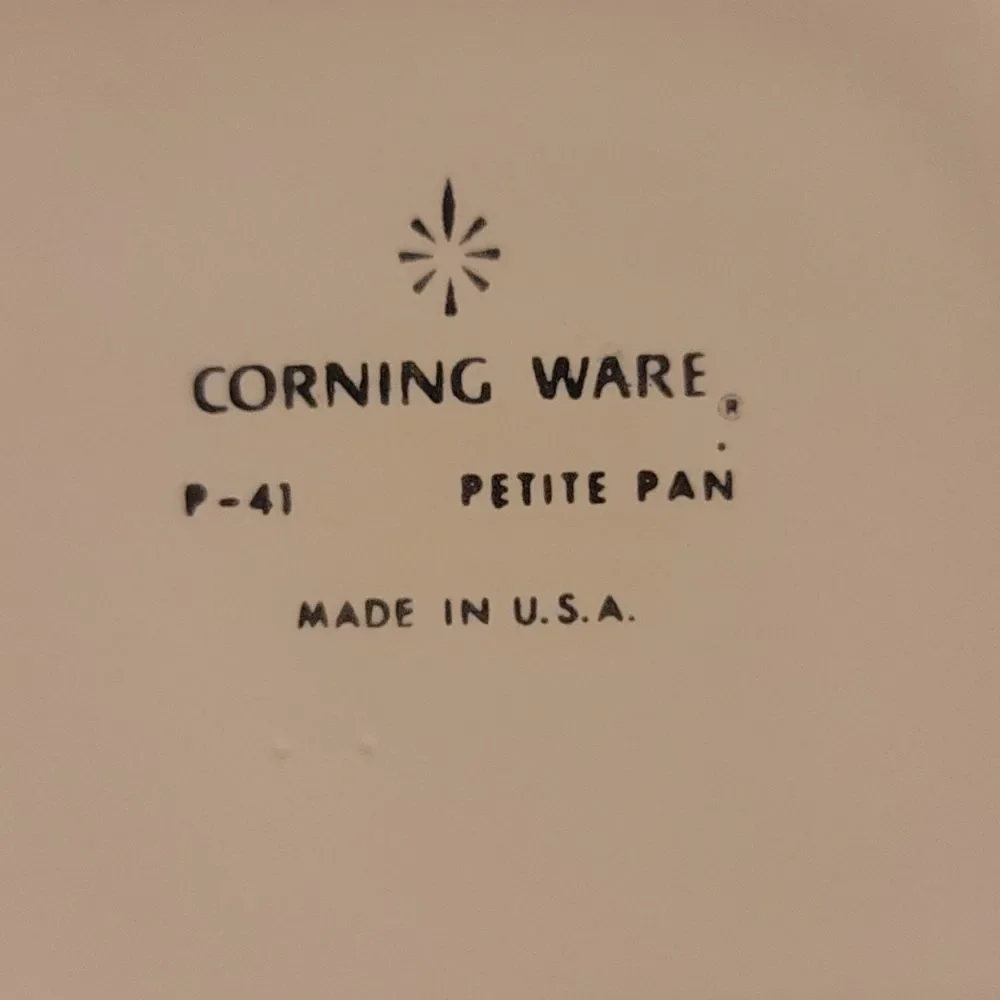 CORNING WARE®
P-41 PETITE PAN
MADE IN U.S.A.